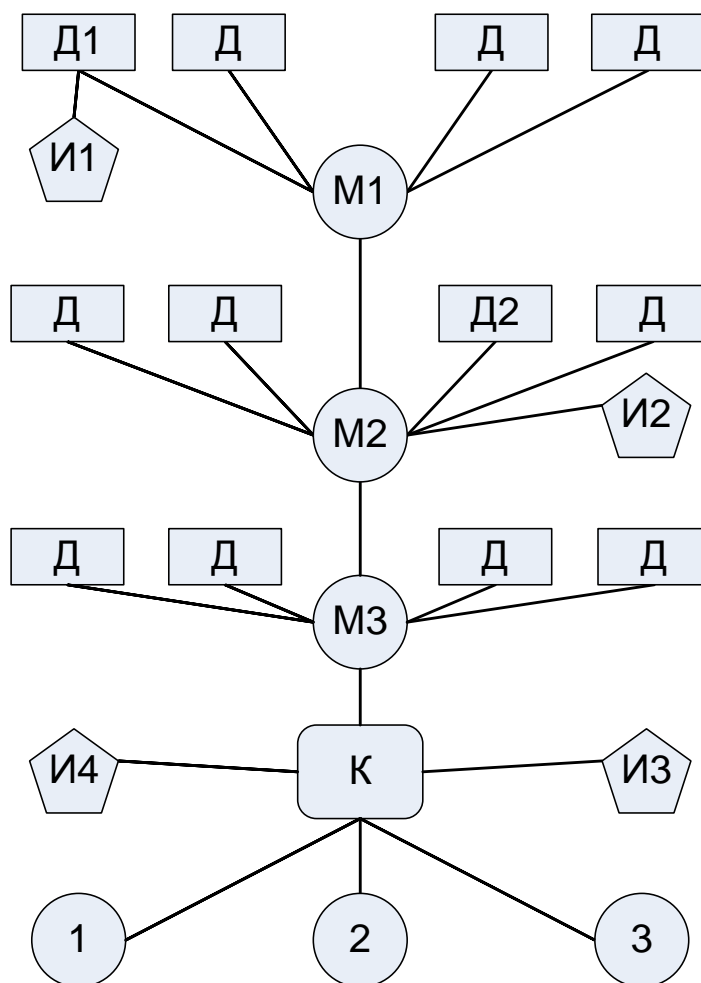 Д1 Д Д Д
И1
М1
Д Д Д2 Д
И2
М2
Д Д Д Д
М3
И4 К И3
1 2 3